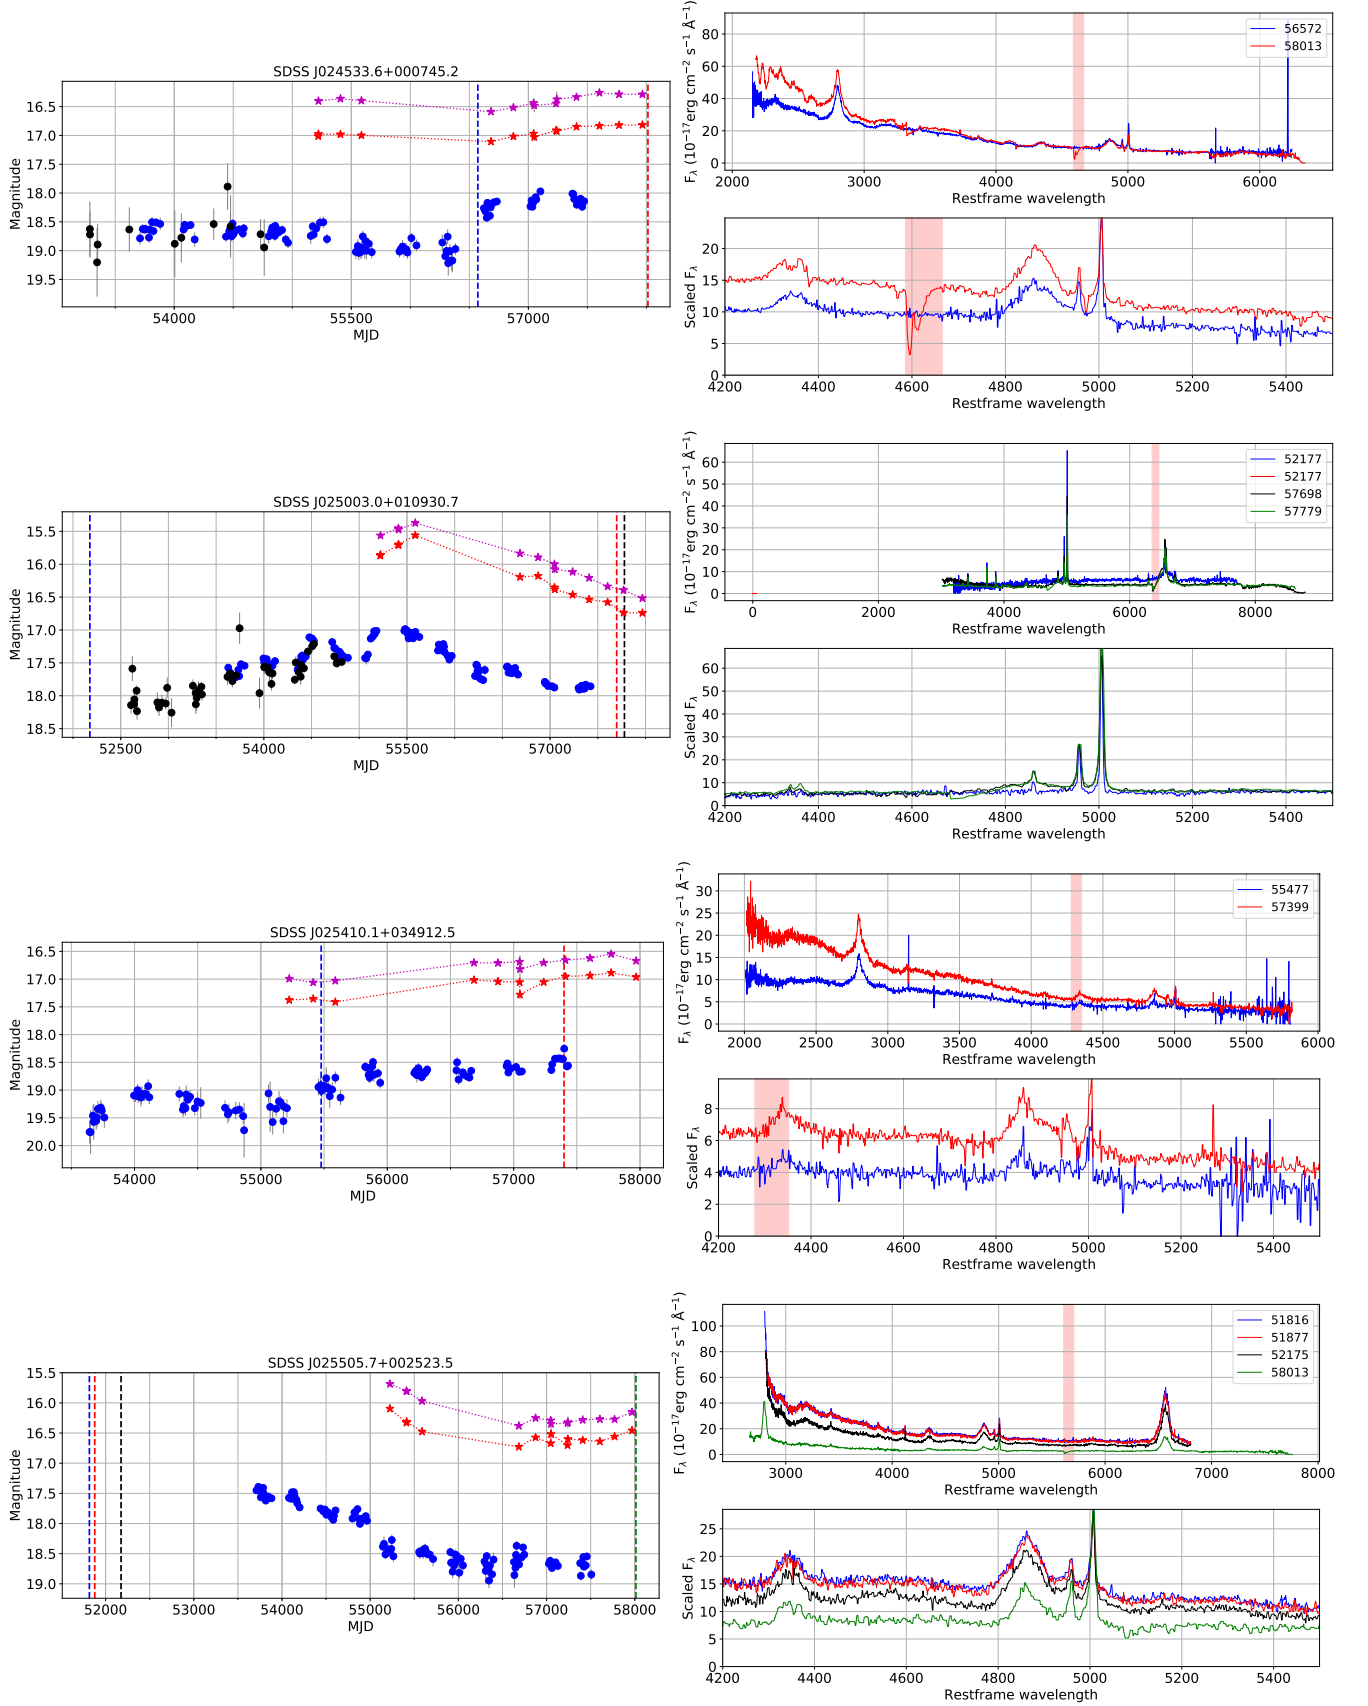 SDSS J024533.6+000745.2
16.5
17.0
17.5
18.0
18.5
19.0
19.5
Magnitude
54000 55500 57000
MJD
80
60
40
20
0
F_λ (10^−17 erg cm^−2 s^−1 Å^−1)
56572
58013
2000 3000 4000 5000 6000
Restframe wavelength
20
15
10
5
0
Scaled F_λ
4200 4400 4600 4800 5000 5200 5400
Restframe wavelength
SDSS J025003.0+010930.7
15.5
16.0
16.5
17.0
17.5
18.0
18.5
Magnitude
52500 54000 55500 57000
MJD
60
50
40
30
20
10
0
F_λ (10^−17 erg cm^−2 s^−1 Å^−1)
52177
52177
57698
57779
0 2000 4000 6000 8000
Restframe wavelength
60
50
40
30
20
10
0
Scaled F_λ
4200 4400 4600 4800 5000 5200 5400
Restframe wavelength
SDSS J025410.1+034912.5
16.5
17.0
17.5
18.0
18.5
19.0
19.5
20.0
Magnitude
54000 55000 56000 57000 58000
MJD
30
25
20
15
10
5
0
F_λ (10^−17 erg cm^−2 s^−1 Å^−1)
55477
57399
2000 2500 3000 3500 4000 4500 5000 5500 6000
Restframe wavelength
8
6
4
2
0
Scaled F_λ
4200 4400 4600 4800 5000 5200 5400
Restframe wavelength
SDSS J025505.7+002523.5
15.5
16.0
16.5
17.0
17.5
18.0
18.5
19.0
Magnitude
52000 53000 54000 55000 56000 57000 58000
MJD
100
80
60
40
20
0
F_λ (10^−17 erg cm^−2 s^−1 Å^−1)
51816
51877
52175
58013
3000 4000 5000 6000 7000 8000
Restframe wavelength
25
20
15
10
5
0
Scaled F_λ
4200 4400 4600 4800 5000 5200 5400
Restframe wavelength